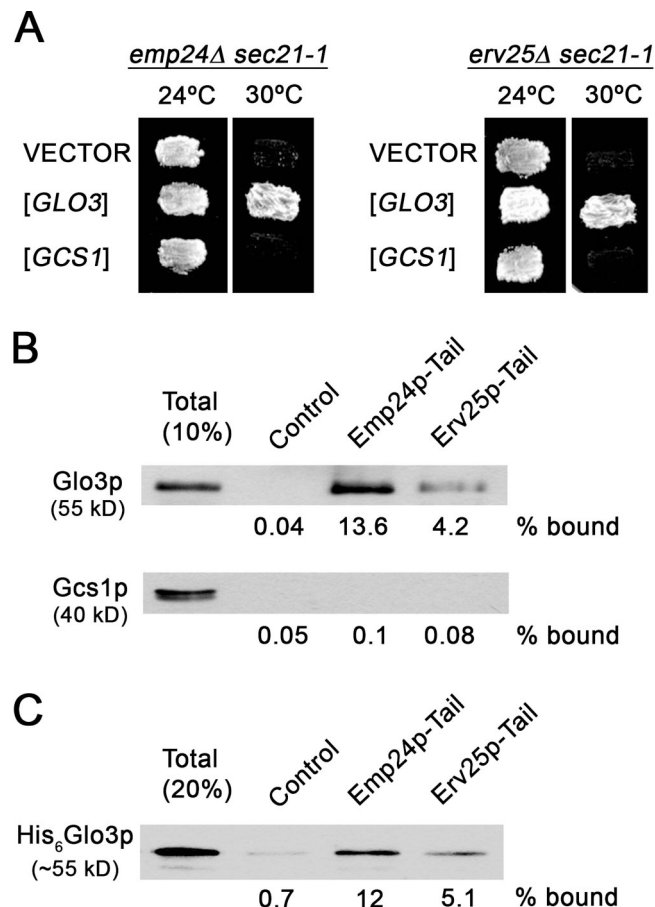 A
emp24Δ sec21-1
erv25Δ sec21-1
24ºC 30ºC
24ºC 30ºC
VECTOR
[GLO3]
[GCS1]
VECTOR
[GLO3]
[GCS1]
B
Total
(10%)
Control
Emp24p-Tail
Erv25p-Tail
Glo3p
(55 kD)
0.04 13.6 4.2 % bound
Gcs1p
(40 kD)
0.05 0.1 0.08 % bound
C
Total
(20%)
Control
Emp24p-Tail
Erv25p-Tail
His₆Glo3p
(~55 kD)
0.7 12 5.1 % bound